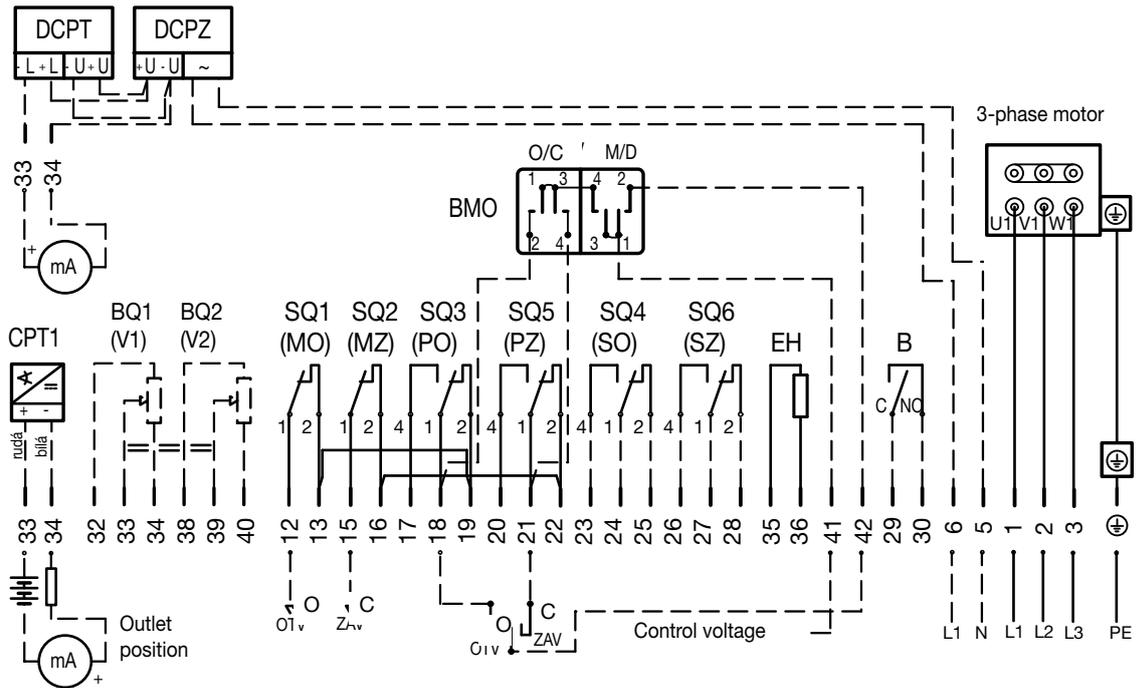 DCPT DCPZ
- L + L - U + U + U - U ~
33 34
+ mA
3-phase motor
O/C M/D
1 3 4 2
BMO
2 4 3 1
U1 V1 W1
CPT1
BQ1 (V1)
BQ2 (V2)
SQ1 (MO)
SQ2 (MZ)
SQ3 (PO)
SQ5 (PZ)
SQ4 (SO)
SQ6 (SZ)
EH
B
+ -
rudá bílá
C NC
1 2 1 2 4 1 2 4 1 2 4 1 2 4 1 2
33 34 32 33 34 38 39 40 12 13 15 16 17 18 19 20 21 22 23 24 25 26 27 28 35 36 41 42 29 30 6 5 1 2 3
O C O C
ZAV
Control voltage
L1 N L1 L2 L3 PE
Outlet
position
mA
+